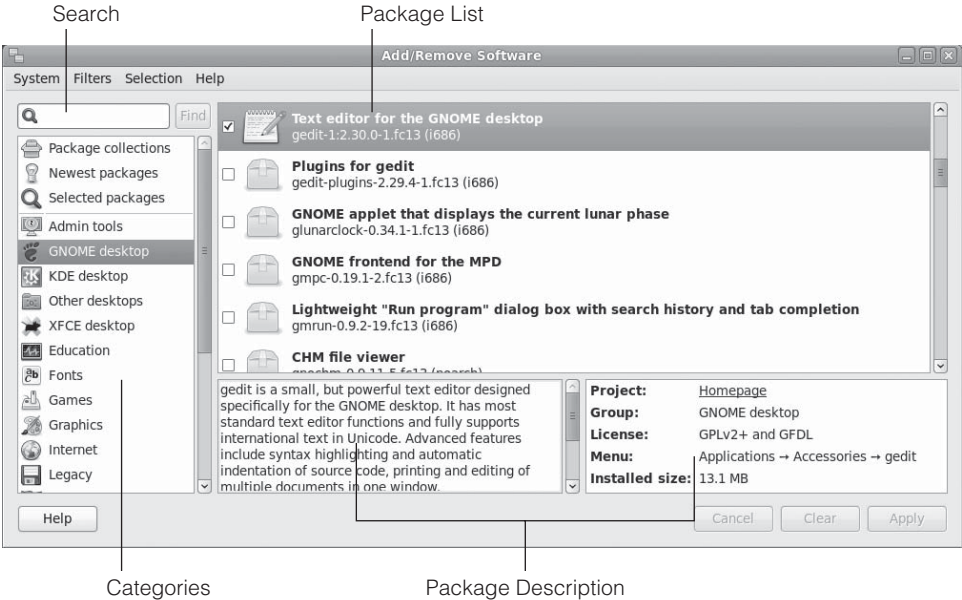 Search
Package List
Add/Remove Software
System Filters Selection Help
Find
Package collections
Newest packages
Selected packages
Admin tools
GNOME desktop
KDE desktop
Other desktops
XFCE desktop
Education
Fonts
Games
Graphics
Internet
Legacy
Text editor for the GNOME desktop
gedit-1:2.30.0-1.fc13 (i686)
Plugins for gedit
gedit-plugins-2.29.4-1.fc13 (i686)
GNOME applet that displays the current lunar phase
glunarclock-0.34.1-1.fc13 (i686)
GNOME frontend for the MPD
gmpc-0.19.1-2.fc13 (i686)
Lightweight "Run program" dialog box with search history and tab completion
gmrun-0.9.2-19.fc13 (i686)
CHM file viewer
gedit is a small, but powerful text editor designed
specifically for the GNOME desktop. It has most
standard text editor functions and fully supports
international text in Unicode. Advanced features
include syntax highlighting and automatic
indentation of source code, printing and editing of
multiple documents in one window.
Project: Homepage
Group: GNOME desktop
License: GPLv2+ and GFDL
Menu: Applications → Accessories → gedit
Installed size: 13.1 MB
Help
Cancel Clear Apply
Categories
Package Description